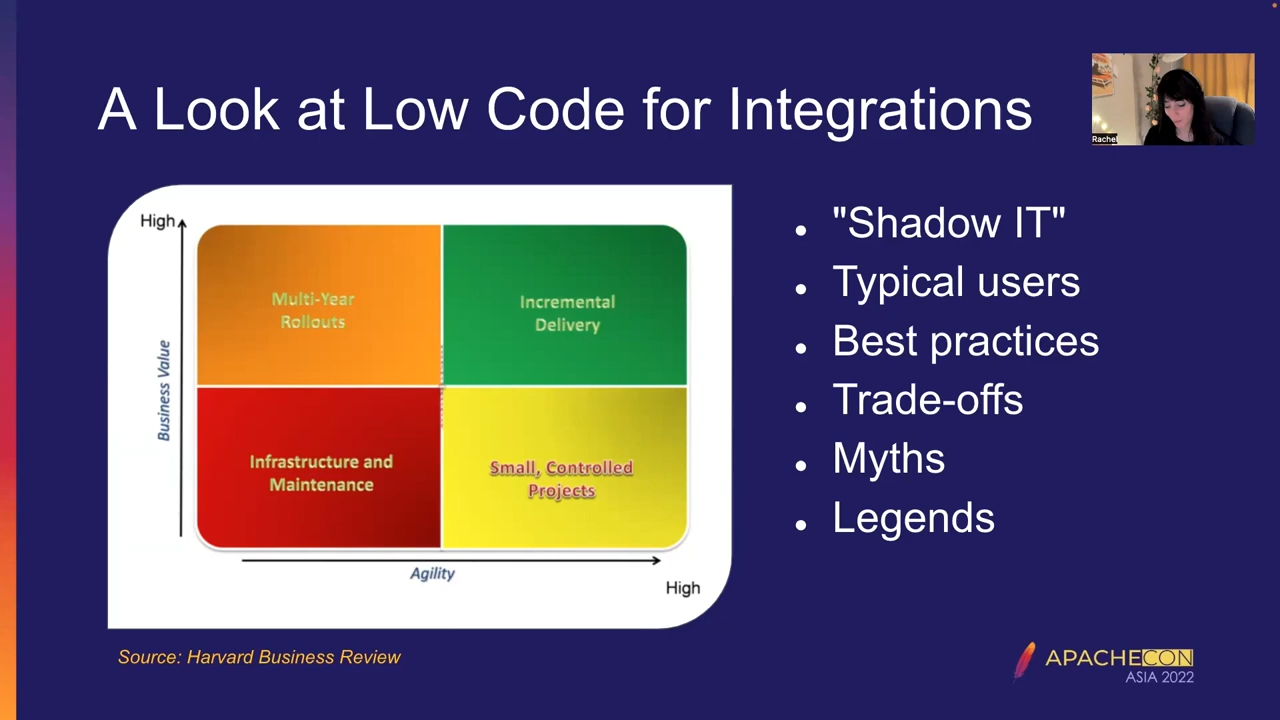 A Look at Low Code for Integrations
Rachel
High
Multi-Year
Rollouts
Incremental
Delivery
Business Value
Infrastructure and
Maintenance
Small, Controlled
Projects
Agility
High
"Shadow IT"
Typical users
Best practices
Trade-offs
Myths
Legends
Source: Harvard Business Review
APACHECON
ASIA 2022